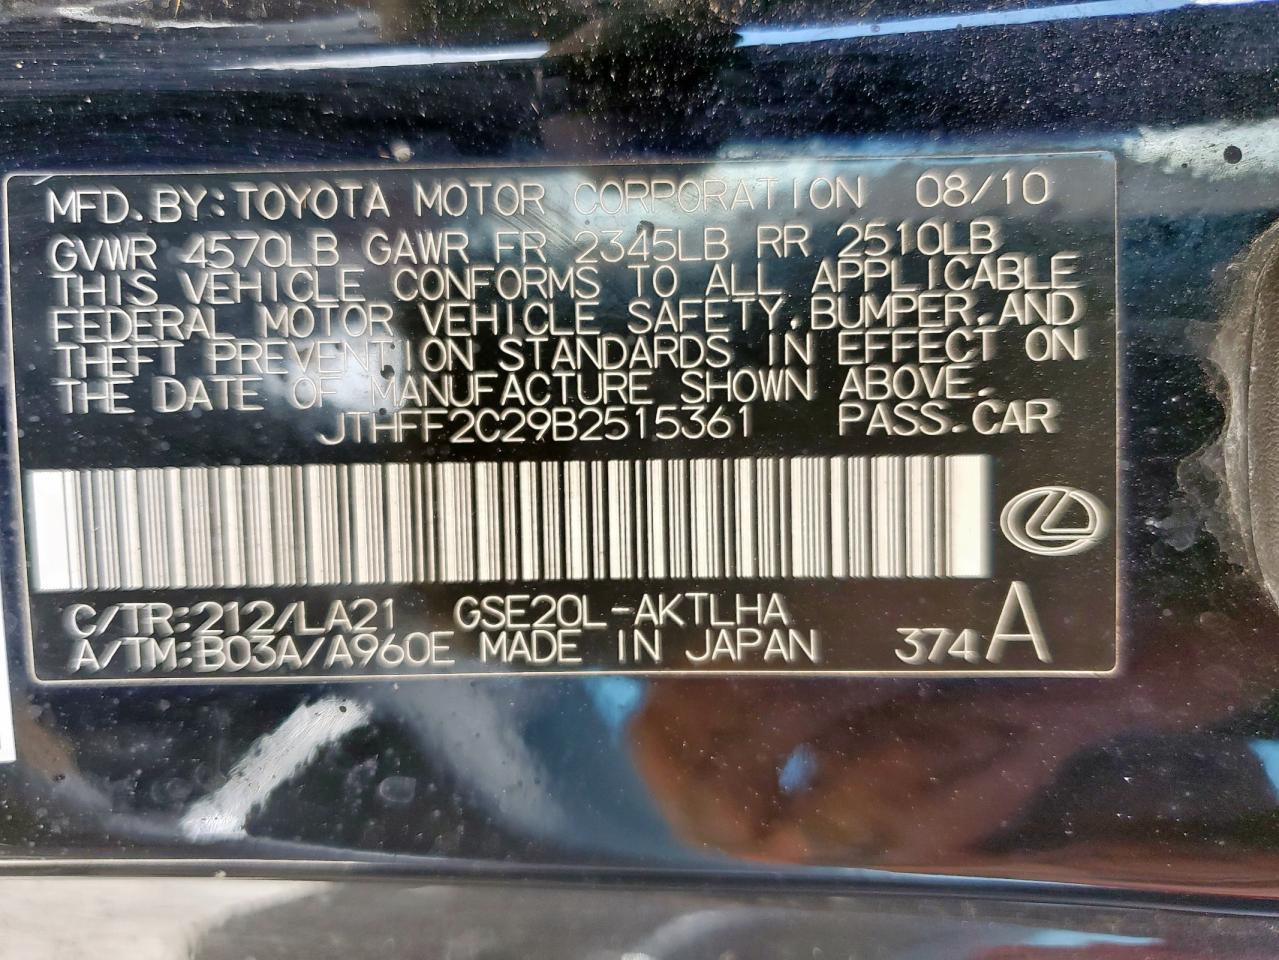 MFD. BY: TOYOTA MOTOR CORPORATION 08/10
GVWR 4570LB GAWR FR 2345LB RR 2510LB
THIS VEHICLE CONFORMS TO ALL APPLICABLE
FEDERAL MOTOR VEHICLE SAFETY, BUMPER, AND
THEFT PREVENTION STANDARDS IN EFFECT ON
THE DATE OF MANUFACTURE SHOWN ABOVE.
JTHFF2C29B2515361 PASS. CAR
C/TR:212/LA21 GSE20L-AKTLHA
A/TM:B03A/A960E MADE IN JAPAN 374 A